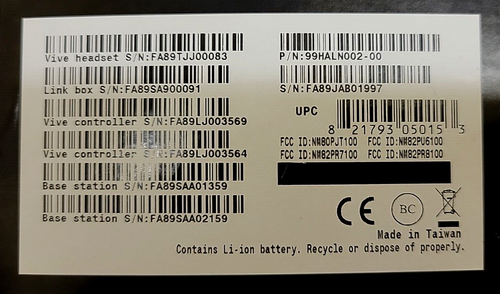 Vive headset S/N:FA89TJJ00083
Link box S/N:FA89SA900091
Vive controller S/N:FA89LJ003569
Vive controller S/N:FA89LJ003564
Base station S/N:FA89SAA01359
Base station S/N:FA89SAA02159
P/N:99HALN002-00
S/N:FA89JAB01997
UPC
8 21793 05015 3
FCC ID:NM80PJT100 FCC ID:NM82PU6100
FCC ID:NM82PR7100 FCC ID:NM82PR8100
CE BC
Made in Taiwan
Contains Li-ion battery. Recycle or dispose of properly.